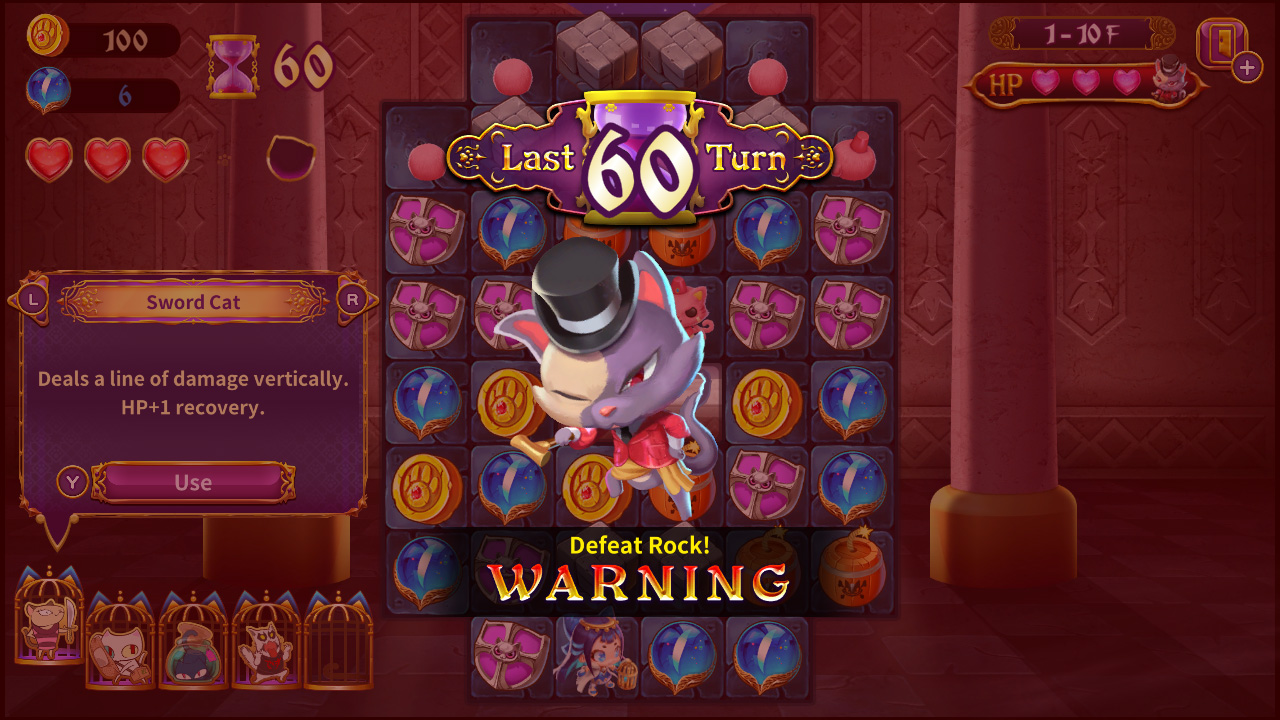 100
60
6
1-10F
HP
Last 60 Turn
L
Sword Cat
R
Deals a line of damage vertically.
HP+1 recovery.
Y
Use
Defeat Rock!
WARNING